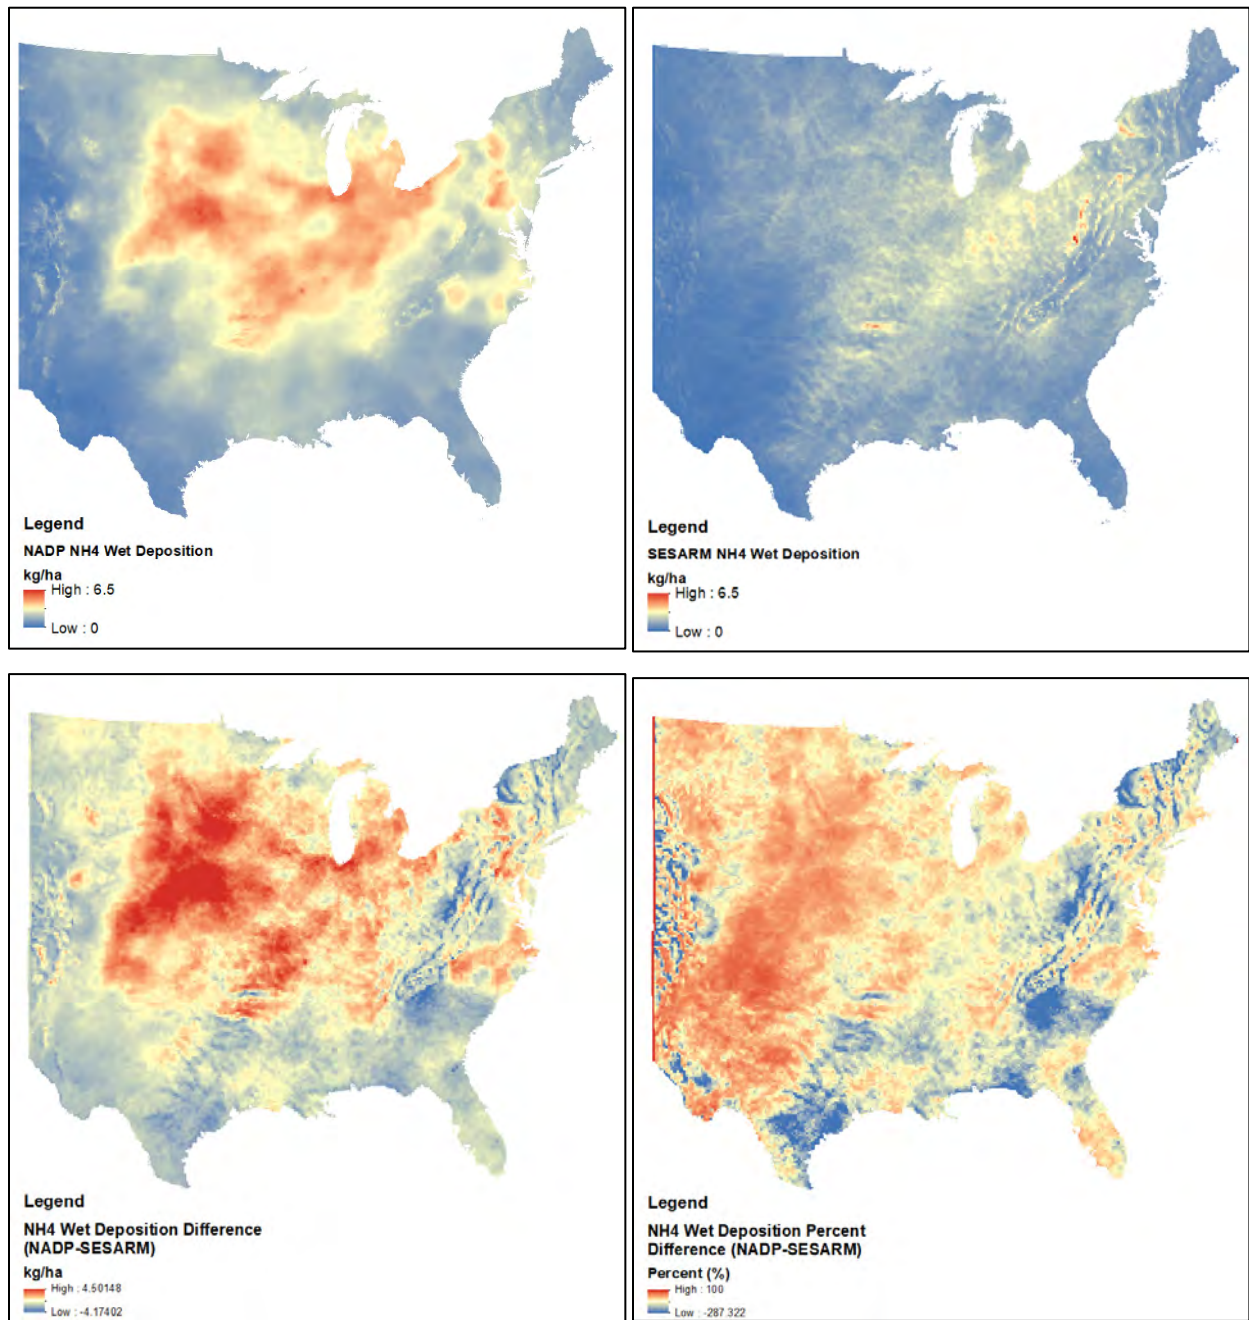 Legend
NADP NH4 Wet Deposition
kg/ha
High : 6.5
Low : 0
Legend
SESARM NH4 Wet Deposition
kg/ha
High : 6.5
Low : 0
Legend
NH4 Wet Deposition Difference
(NADP-SESARM)
kg/ha
High : 4.50148
Low : -4.17402
Legend
NH4 Wet Deposition Percent
Difference (NADP-SESARM)
Percent (%)
High : 100
Low : -287.322